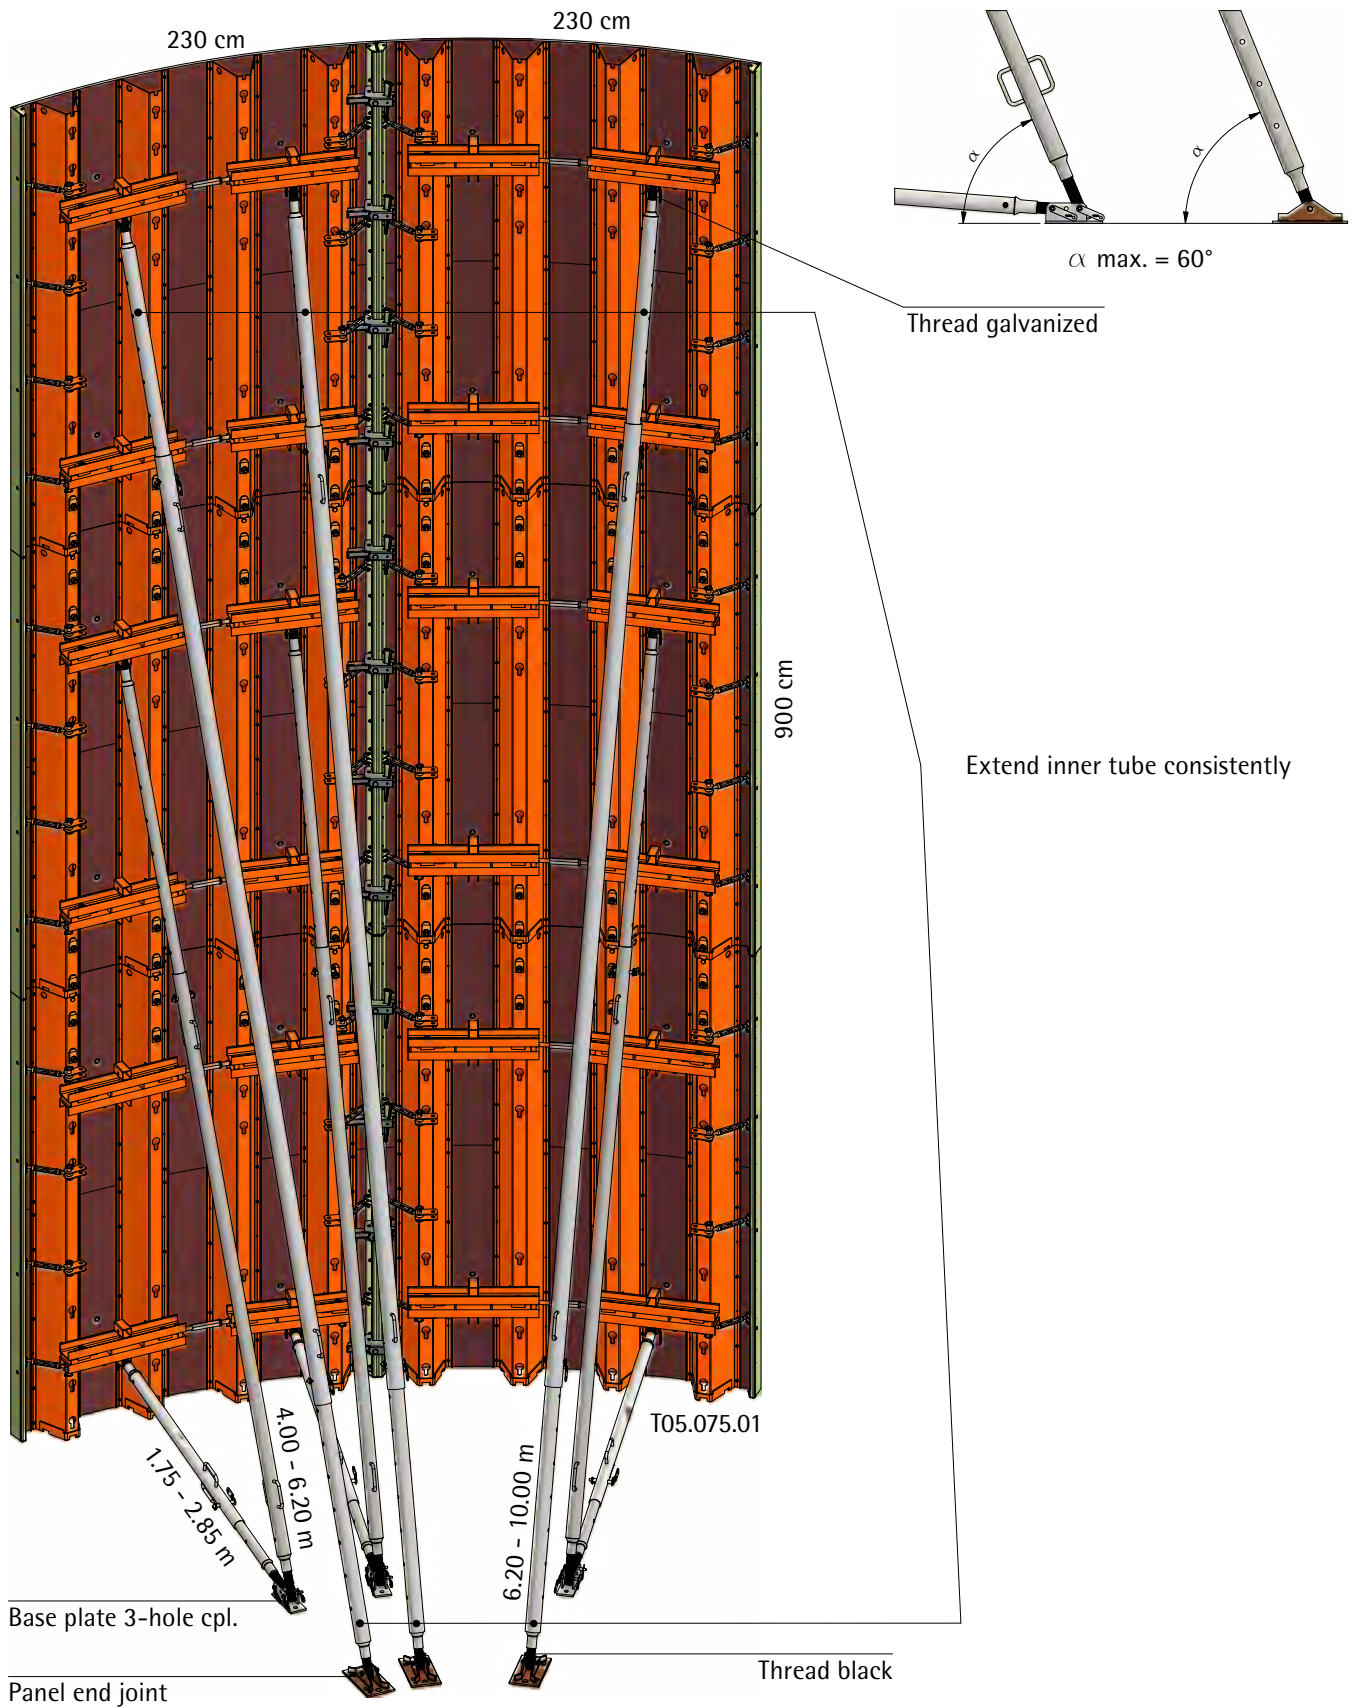 230 cm
230 cm
α
α
α max. = 60°
Thread galvanized
900 cm
Extend inner tube consistently
T05.075.01
1.75 - 2.85 m
4.00 - 6.20 m
6.20 - 10.00 m
Base plate 3-hole cpl.
Thread black
Panel end joint